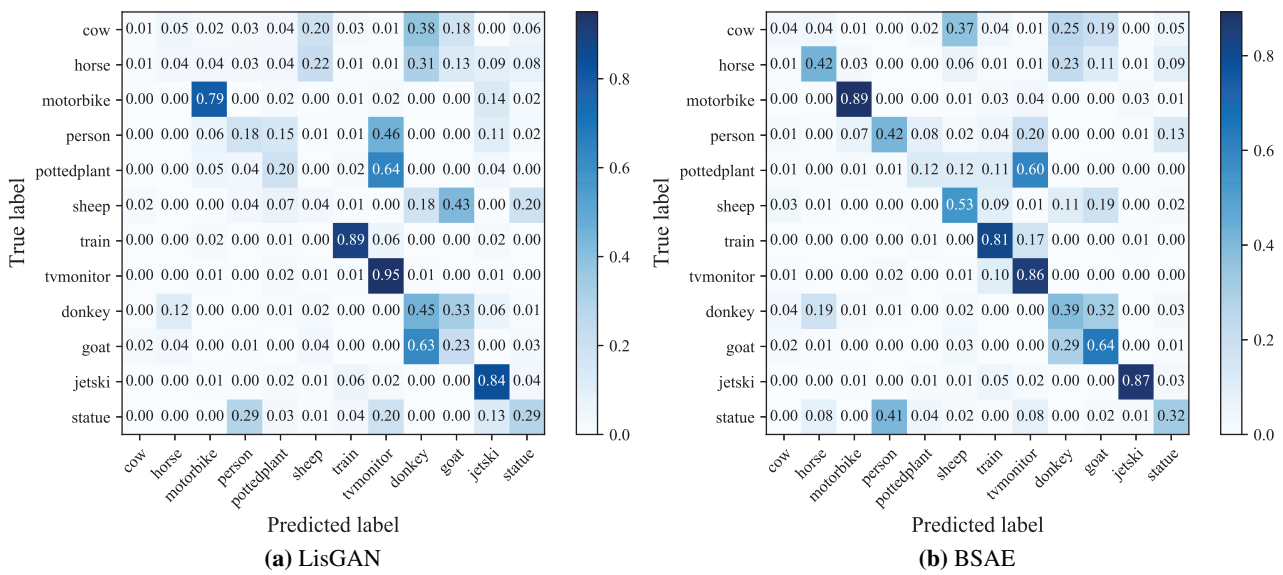 cow 0.01 0.05 0.02 0.03 0.04 0.20 0.03 0.01 0.38 0.18 0.00 0.06
horse 0.01 0.04 0.04 0.03 0.04 0.22 0.01 0.01 0.31 0.13 0.09 0.08
motorbike 0.00 0.00 0.79 0.00 0.02 0.00 0.01 0.02 0.00 0.00 0.14 0.02
person 0.00 0.00 0.06 0.18 0.15 0.01 0.01 0.46 0.00 0.00 0.11 0.02
pottedplant 0.00 0.00 0.05 0.04 0.20 0.00 0.02 0.64 0.00 0.00 0.04 0.00
sheep 0.02 0.00 0.00 0.04 0.07 0.04 0.01 0.00 0.18 0.43 0.00 0.20
train 0.00 0.00 0.02 0.00 0.01 0.00 0.89 0.06 0.00 0.00 0.02 0.00
tvmonitor 0.00 0.00 0.00 0.00 0.02 0.01 0.01 0.95 0.01 0.00 0.01 0.00
donkey 0.00 0.12 0.00 0.00 0.01 0.02 0.00 0.00 0.45 0.33 0.06 0.01
goat 0.02 0.04 0.00 0.01 0.00 0.04 0.00 0.00 0.63 0.23 0.00 0.03
jetski 0.00 0.00 0.01 0.00 0.02 0.01 0.06 0.02 0.00 0.00 0.84 0.04
statue 0.00 0.00 0.00 0.29 0.03 0.01 0.04 0.20 0.00 0.00 0.13 0.29
cow horse motorbike person pottedplant sheep train tvmonitor donkey goat jetski statue
True label
Predicted label
0.8
0.6
0.4
0.2
0.0
(a) LisGAN
cow 0.04 0.04 0.01 0.00 0.02 0.37 0.04 0.01 0.25 0.19 0.00 0.05
horse 0.01 0.42 0.03 0.00 0.00 0.06 0.01 0.01 0.23 0.11 0.01 0.09
motorbike 0.00 0.00 0.89 0.00 0.00 0.01 0.03 0.04 0.00 0.00 0.03 0.01
person 0.01 0.00 0.07 0.42 0.08 0.02 0.04 0.20 0.00 0.00 0.01 0.13
pottedplant 0.01 0.00 0.01 0.01 0.12 0.12 0.11 0.60 0.00 0.00 0.00 0.00
sheep 0.03 0.01 0.00 0.00 0.00 0.53 0.09 0.01 0.11 0.19 0.00 0.02
train 0.00 0.00 0.01 0.00 0.00 0.00 0.81 0.17 0.00 0.00 0.01 0.00
tvmonitor 0.01 0.00 0.00 0.02 0.00 0.01 0.10 0.86 0.00 0.00 0.00 0.00
donkey 0.04 0.19 0.01 0.01 0.00 0.02 0.00 0.00 0.39 0.32 0.00 0.03
goat 0.02 0.01 0.00 0.00 0.00 0.03 0.00 0.00 0.29 0.64 0.00 0.01
jetski 0.00 0.00 0.01 0.00 0.01 0.01 0.05 0.02 0.00 0.00 0.87 0.03
statue 0.00 0.08 0.00 0.41 0.04 0.02 0.00 0.08 0.00 0.02 0.01 0.32
cow horse motorbike person pottedplant sheep train tvmonitor donkey goat jetski statue
True label
Predicted label
0.8
0.6
0.4
0.2
0.0
(b) BSAE